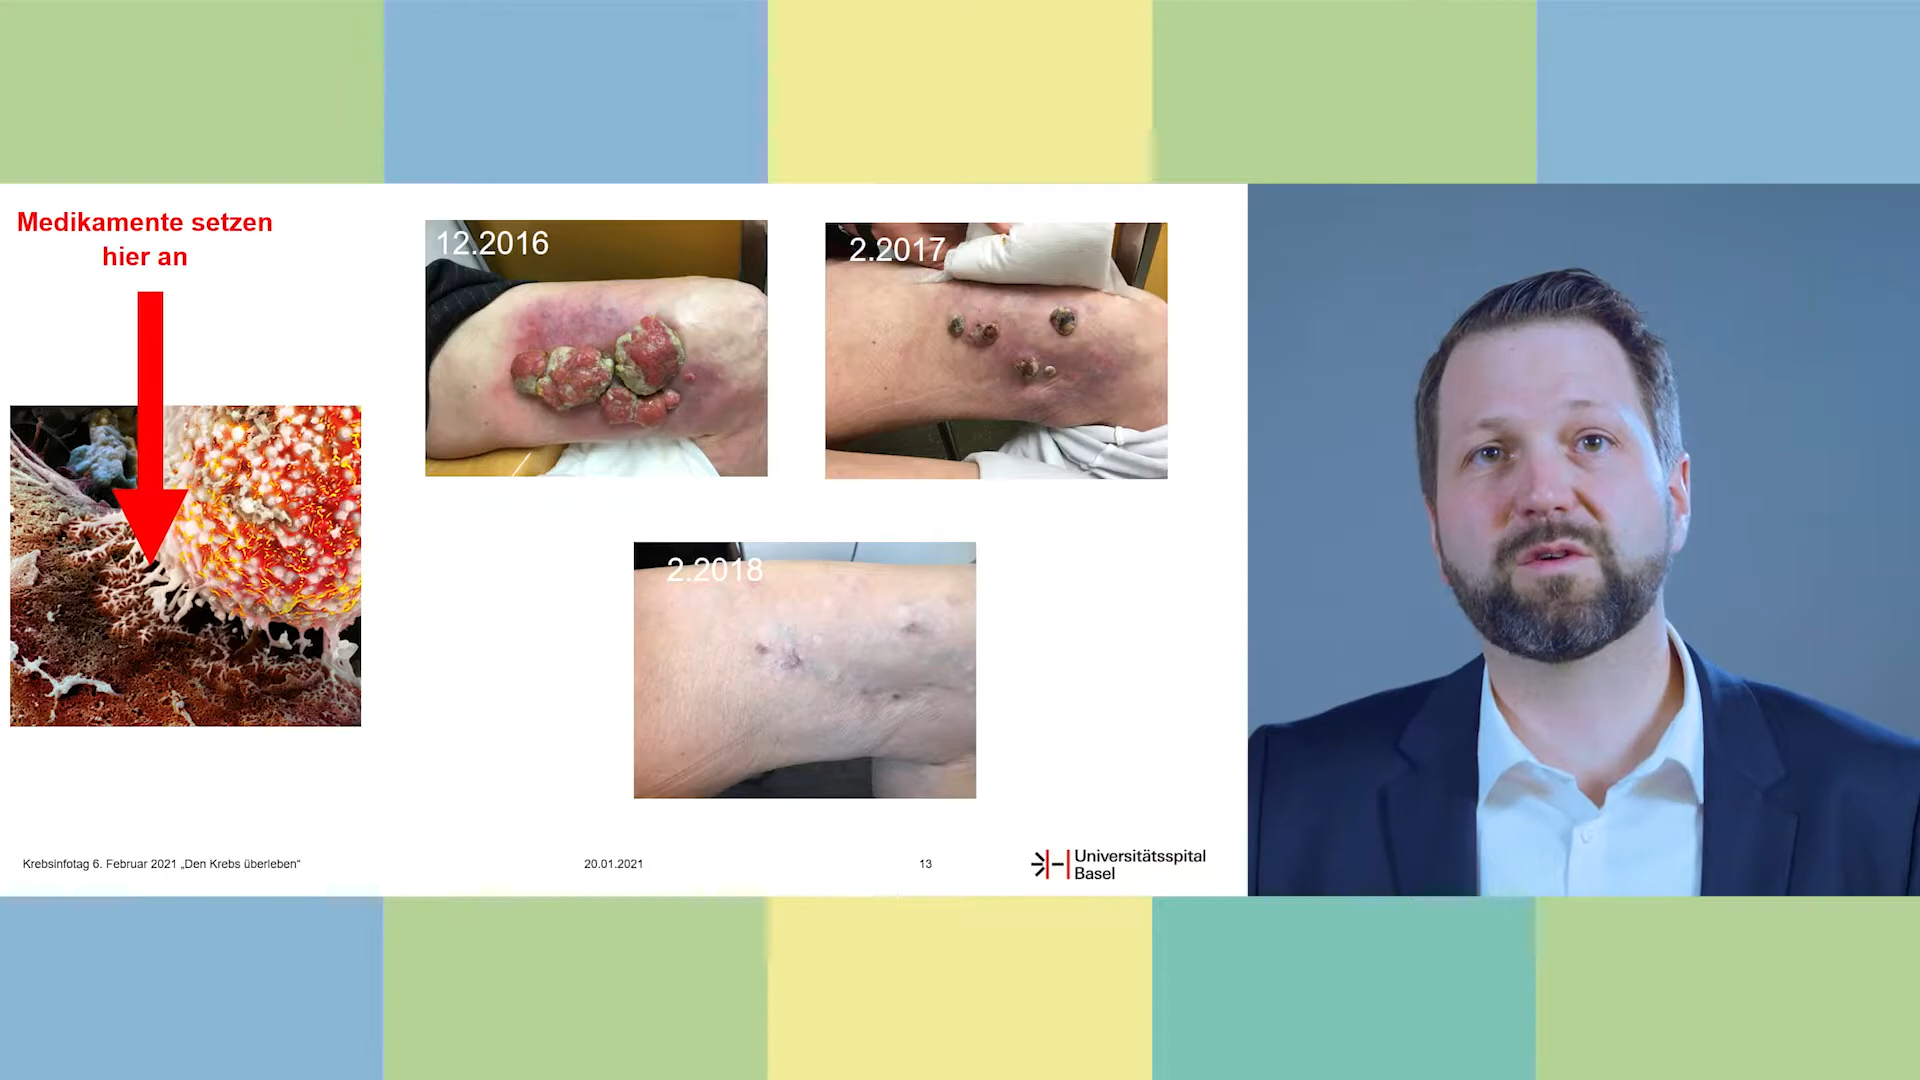 Medikamente setzen
hier an
12.2016
2.2017
2.2018
Krebsinfotag 6. Februar 2021 „Den Krebs überleben“
20.01.2021
13
Universitätsspital
Basel